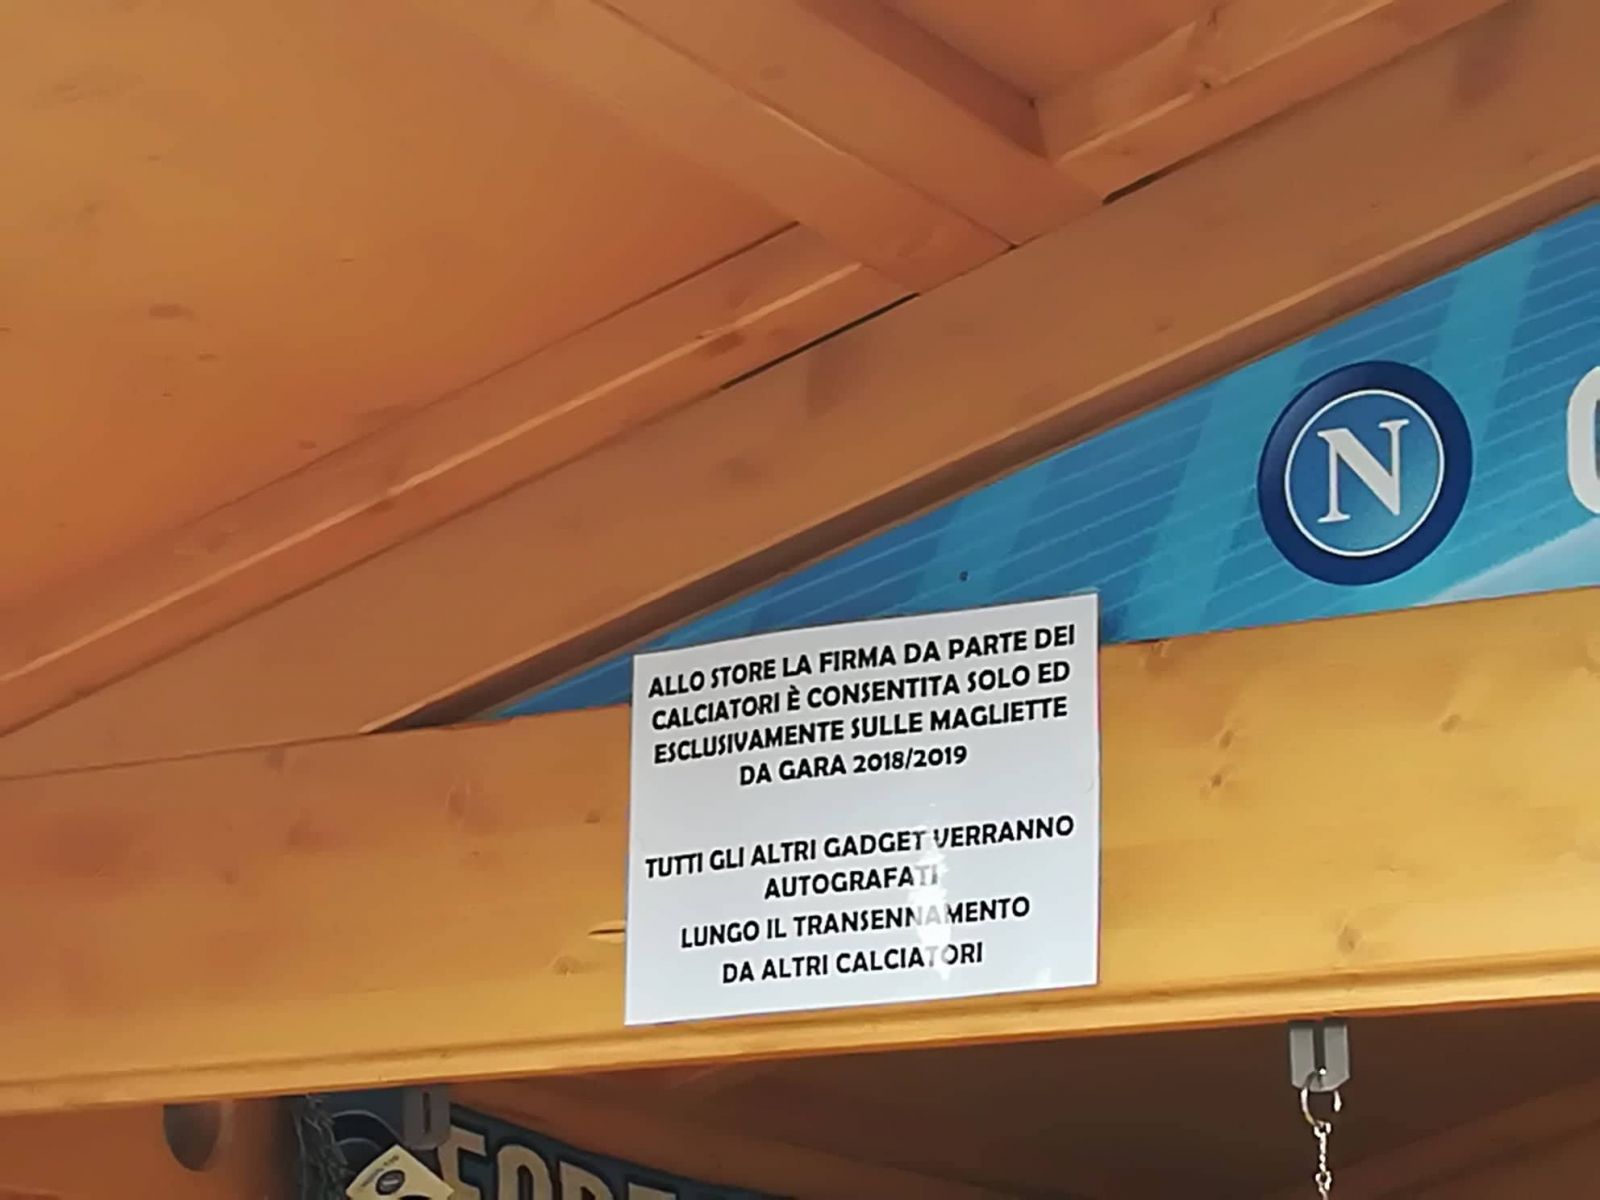 N
ALLO STORE LA FIRMA DA PARTE DEI
CALCIATORI È CONSENTITA SOLO ED
ESCLUSIVAMENTE SULLE MAGLIETTE
DA GARA 2018/2019
TUTTI GLI ALTRI GADGET VERRANNO
AUTOGRAFATI
LUNGO IL TRANSENNAMENTO
DA ALTRI CALCIATORI